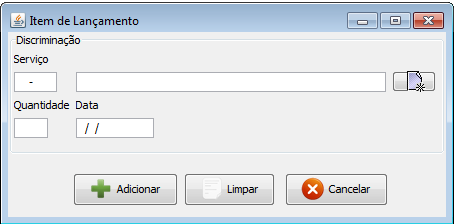 Item de Lançamento
Discriminação
Serviço
-
Quantidade Data
/ /
Adicionar Limpar Cancelar